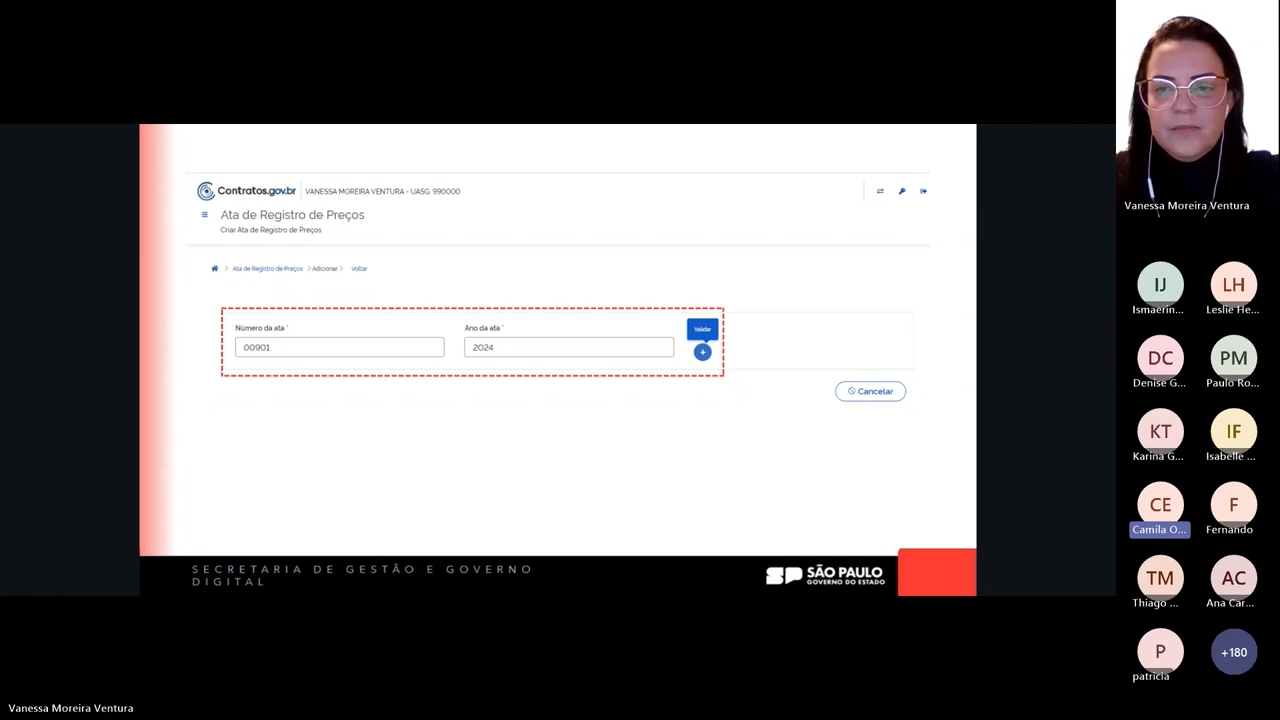 Contratos.gov.br VANESSA MOREIRA VENTURA - UASG: 990000
Ata de Registro de Preços
Criar Ata de Registro de Preços
Ata de Registro de Preços Adicionar Voltar
Número da ata *
Ano da ata *
Validar
00901
2024
+
Cancelar
SECRETARIA DE GESTÃO E GOVERNO
DIGITAL
SP SÃO PAULO
GOVERNO DO ESTADO
Vanessa Moreira Ventura
IJ
Ismaerin...
LH
Leslie He...
DC
Denise G...
PM
Paulo Ro...
KT
Karina G...
IF
Isabelle ...
CE
Camila O...
F
Fernando
TM
Thiago ...
AC
Ana Car...
P
patricia
+180
Vanessa Moreira Ventura